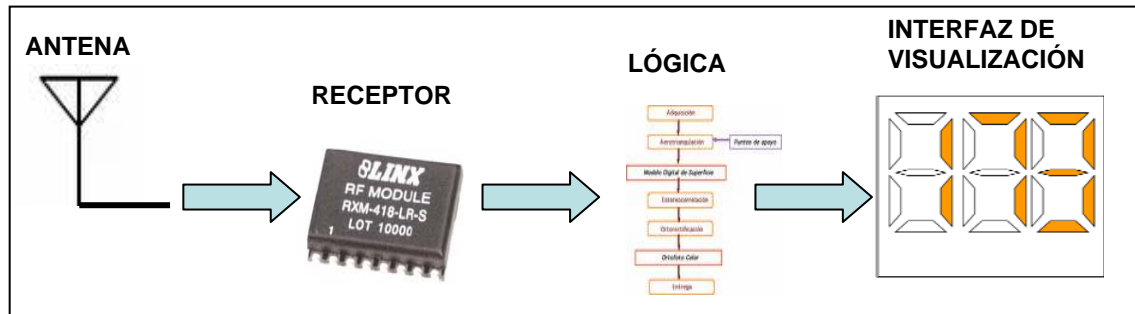 ANTENA
RECEPTOR
LINX
RF MODULE
RXM-418-LR-S
LOT 10000
1
LÓGICA
Adquisición
Aerotriangulación
Puntos de apoyo
Modelo Digital de Superficie
Estereocorrelación
Ortorectificación
Ortofoto Color
Entrega
INTERFAZ DE
VISUALIZACIÓN